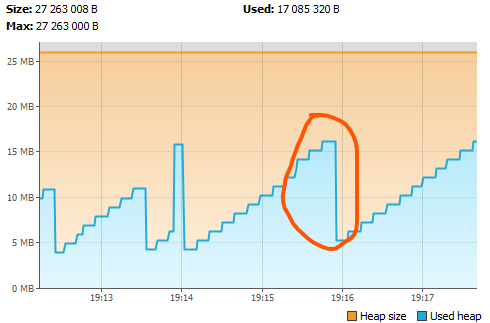 Size: 27 263 008 B
Used: 17 085 320 B
Max: 27 263 000 B
25 MB
20 MB
15 MB
10 MB
5 MB
0 MB
19:13 19:14 19:15 19:16 19:17
Heap size Used heap